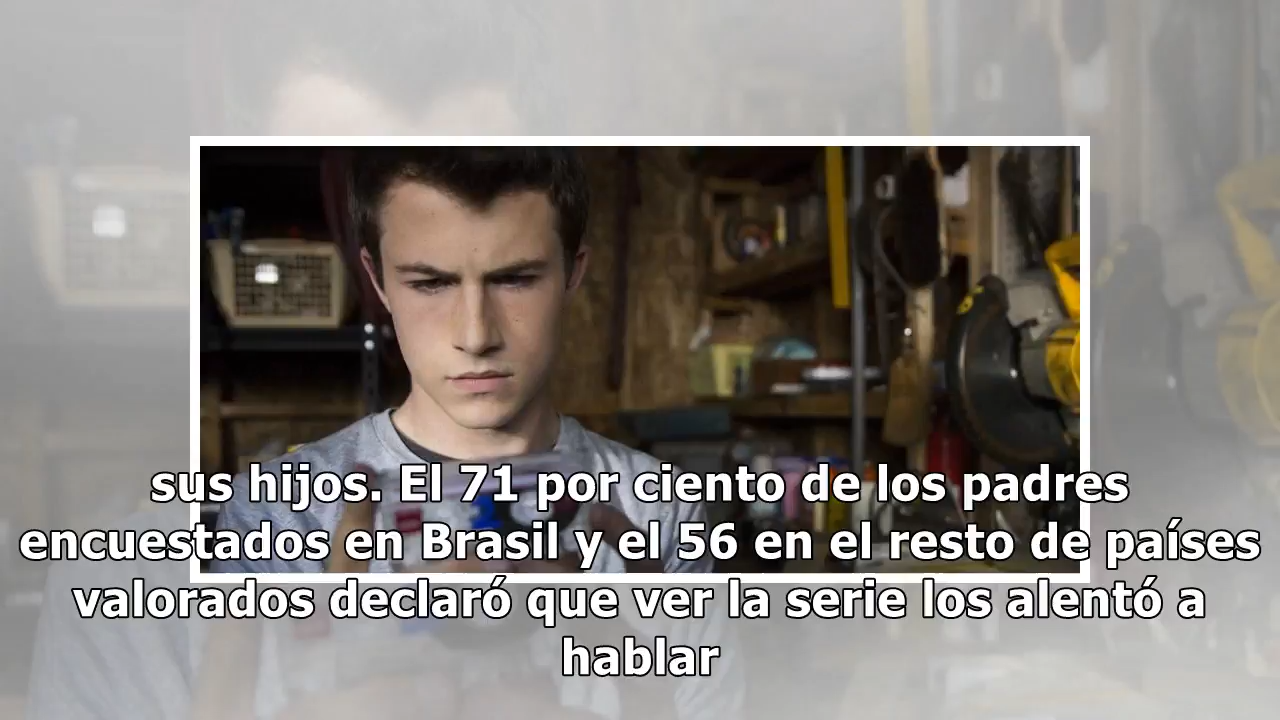 sus hijos. El 71 por ciento de los padres
encuestados en Brasil y el 56 en el resto de países
valorados declaró que ver la serie los alentó a
hablar